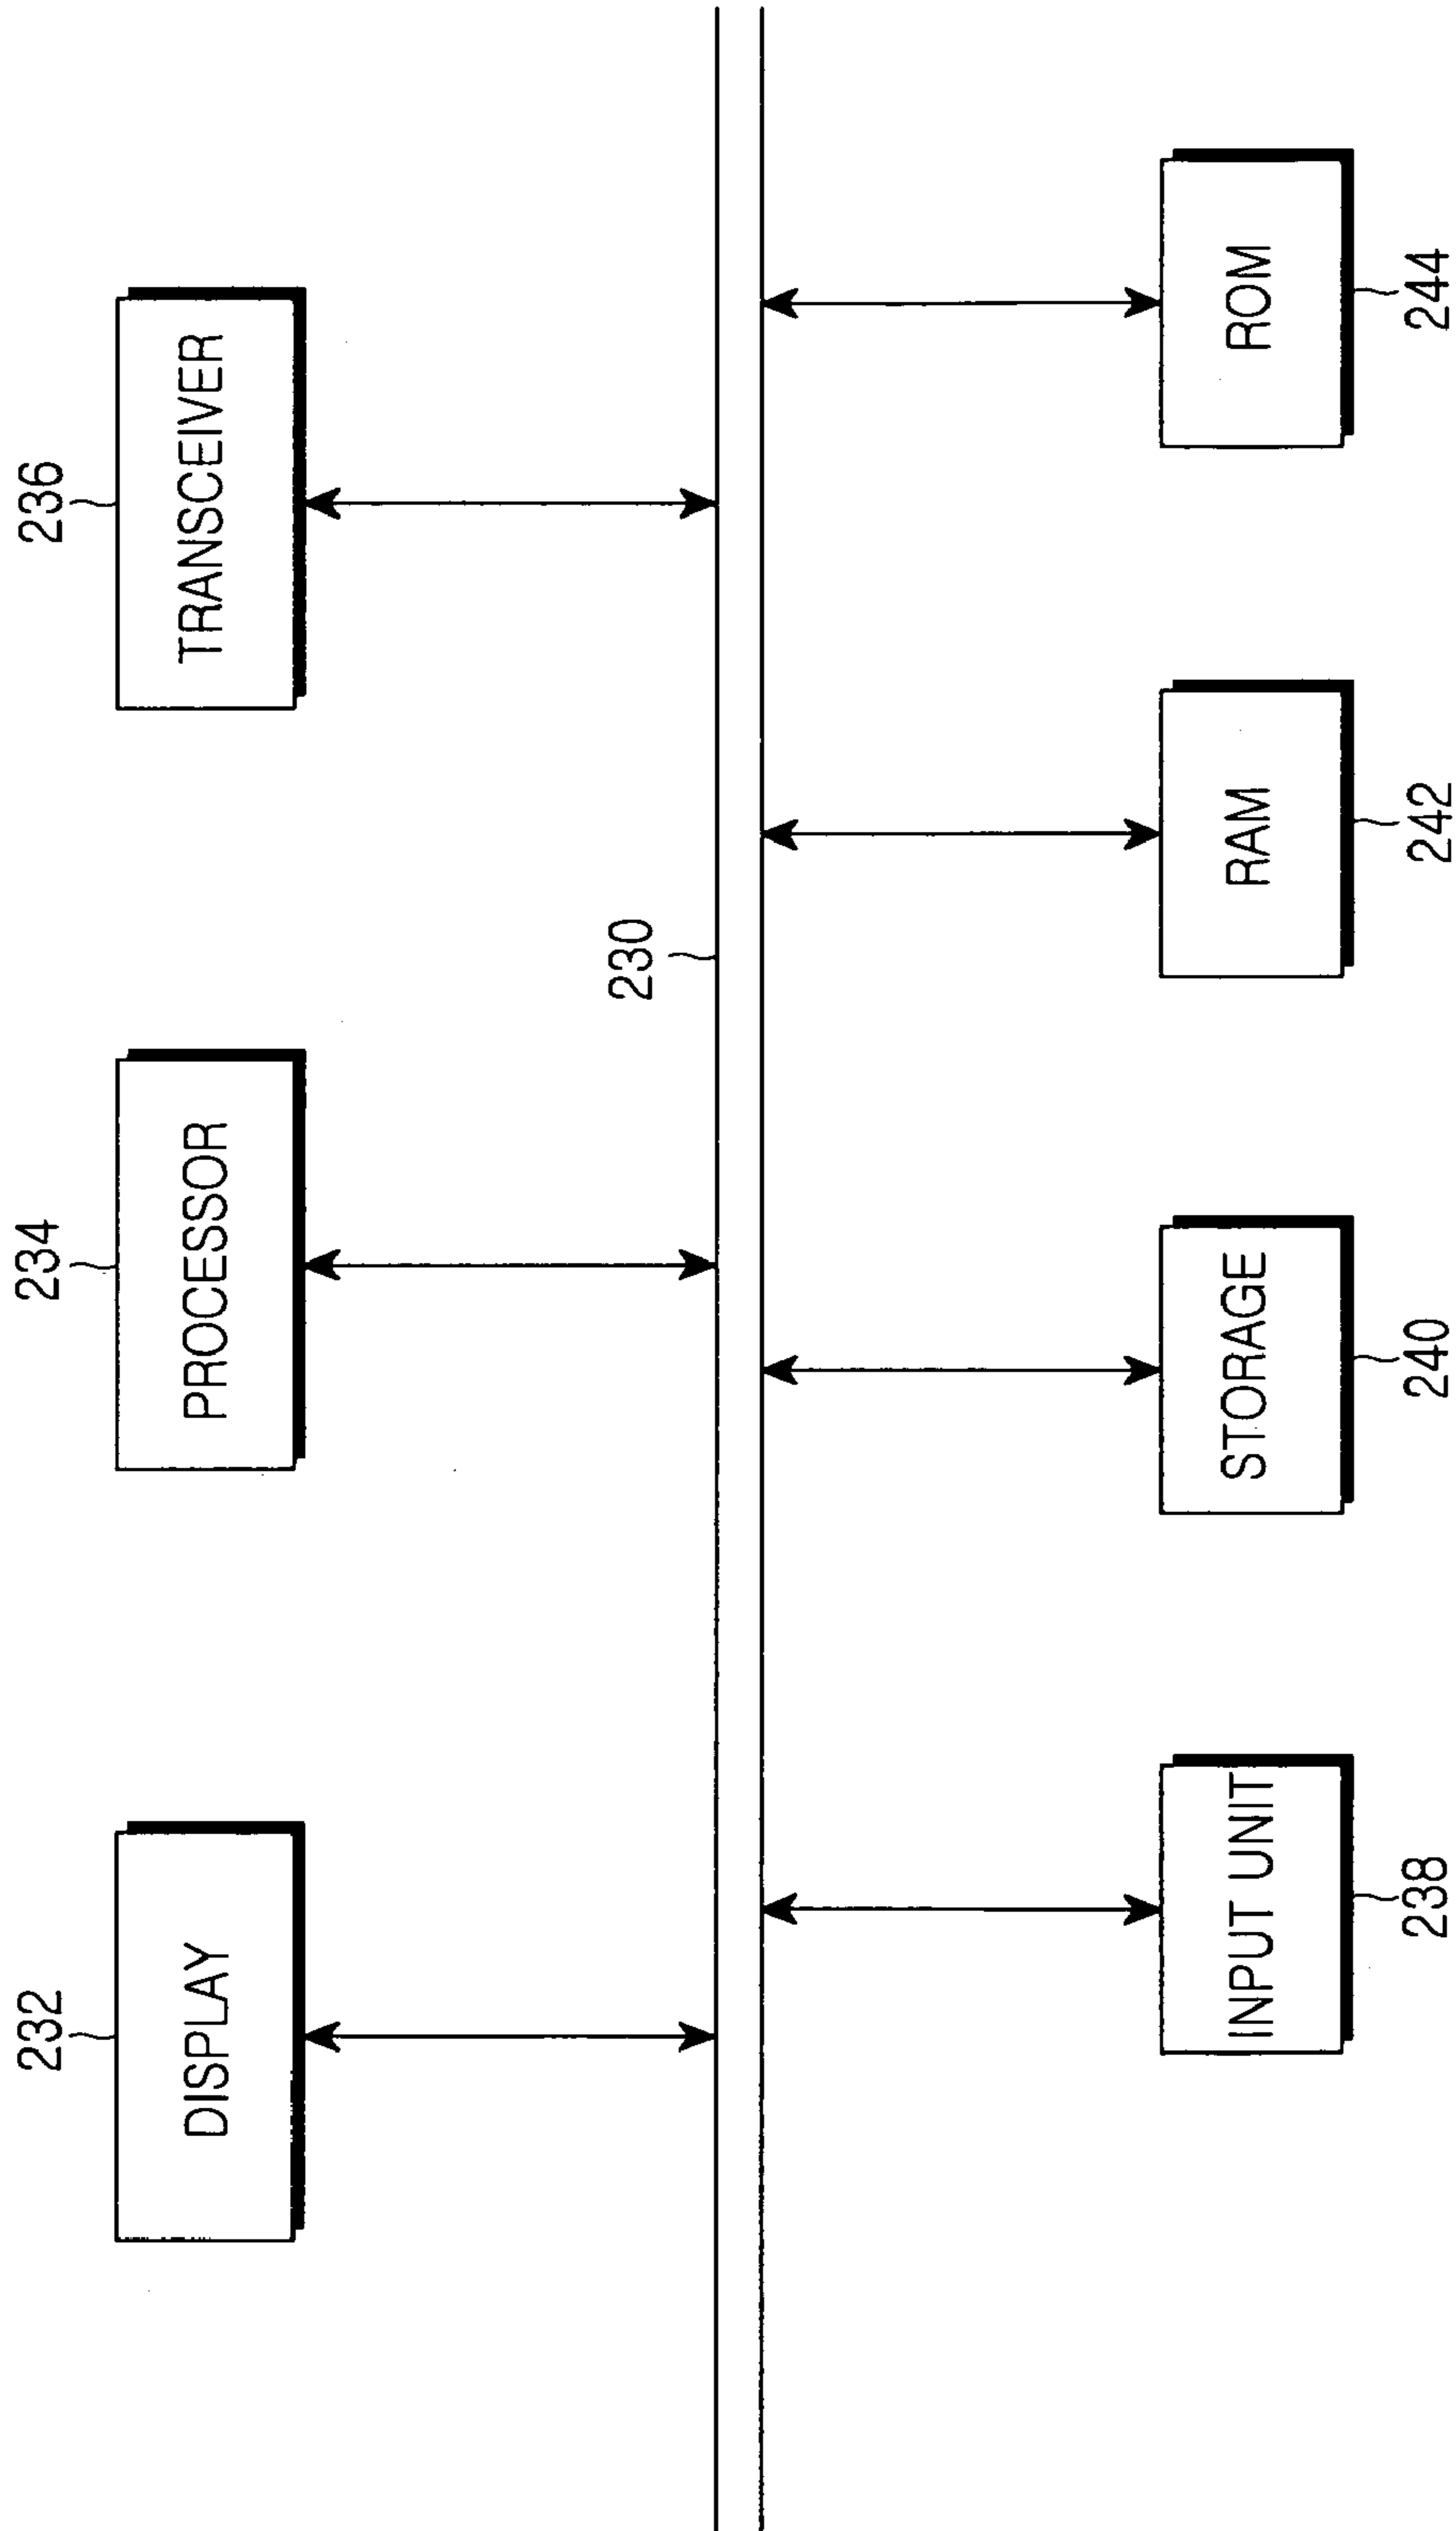 232
234
236
DISPLAY
PROCESSOR
TRANSCEIVER
230
INPUT UNIT
STORAGE
RAM
ROM
238
240
242
244